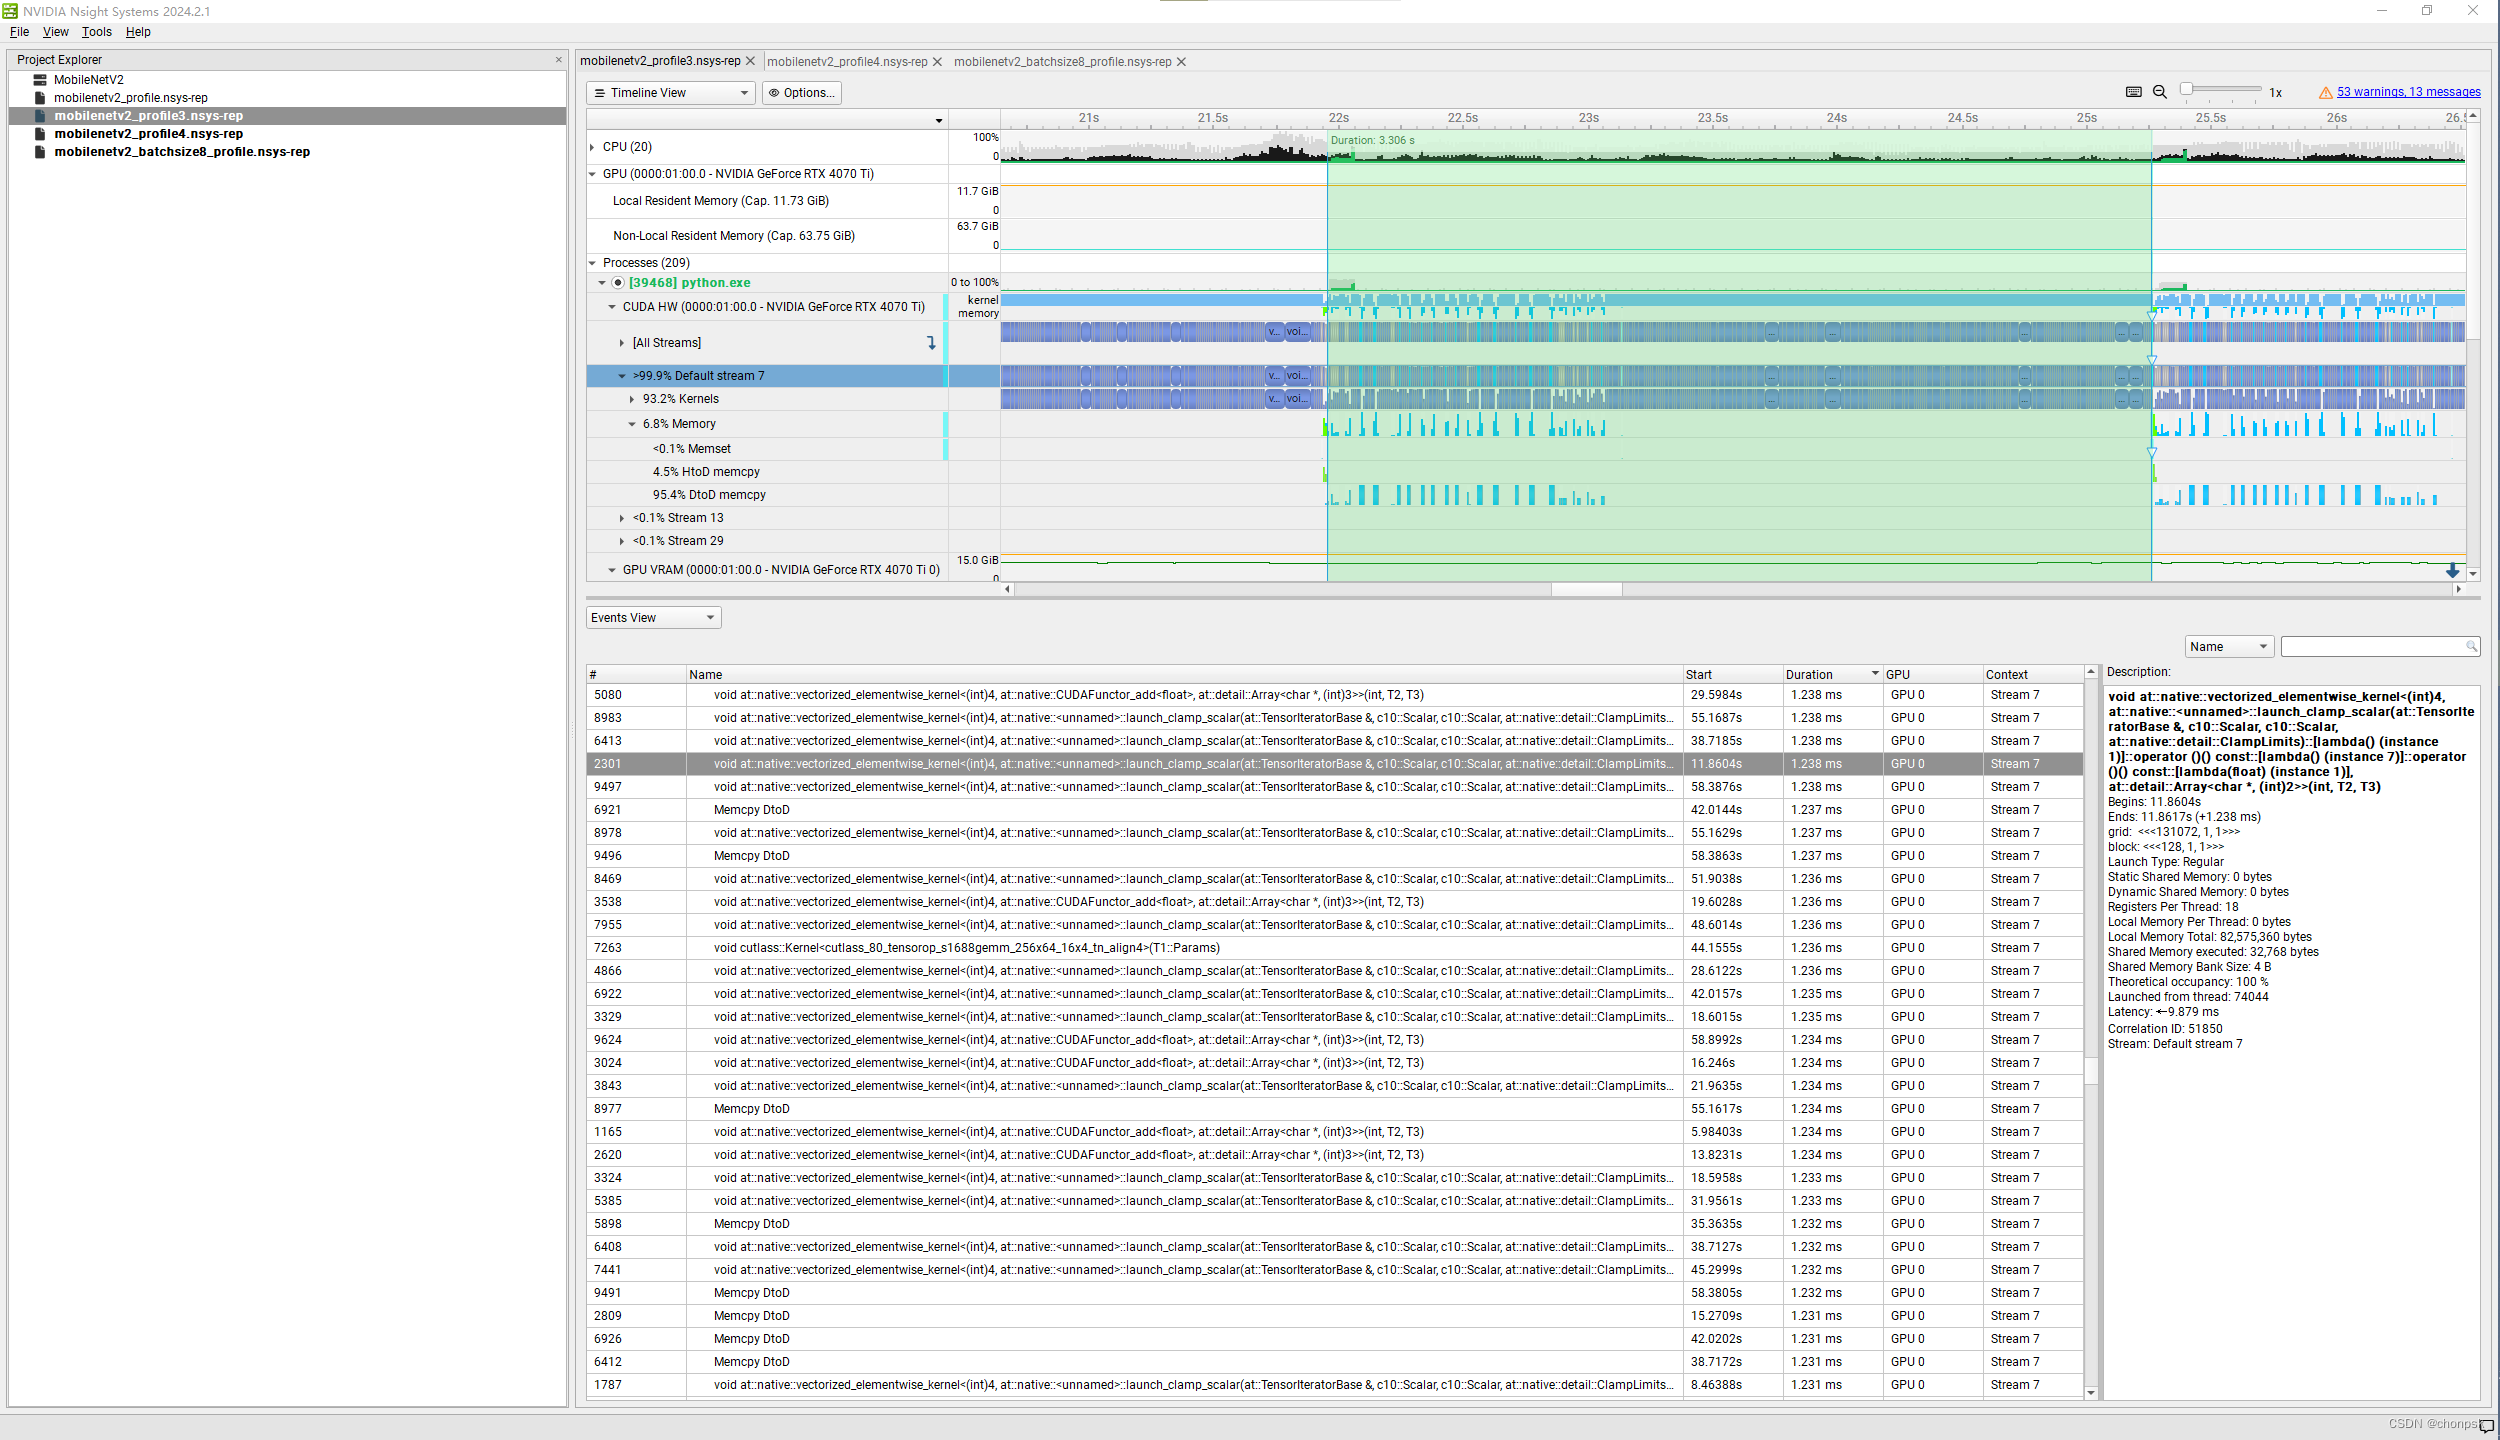 NVIDIA Nsight Systems 2024.2.1
File View Tools Help
Project Explorer
MobileNetV2
mobilenetv2_profile.nsys-rep
mobilenetv2_profile3.nsys-rep
mobilenetv2_profile4.nsys-rep
mobilenetv2_batchsize8_profile.nsys-rep
mobilenetv2_profile3.nsys-rep mobilenetv2_profile4.nsys-rep mobilenetv2_batchsize8_profile.nsys-rep
Timeline View Options... 1x 53 warnings, 13 messages
21s 21.5s 22s 22.5s 23s 23.5s 24s 24.5s 25s 25.5s 26s 26.5
CPU (20) 100% 0 Duration: 3.306 s
GPU (0000:01:00.0 - NVIDIA GeForce RTX 4070 Ti)
Local Resident Memory (Cap. 11.73 GiB) 11.7 GiB 0
Non-Local Resident Memory (Cap. 63.75 GiB) 63.7 GiB 0
Processes (209)
[39468] python.exe 0 to 100%
CUDA HW (0000:01:00.0 - NVIDIA GeForce RTX 4070 Ti) kernel memory
[All Streams] v... voi... ... ... ... ... ...
>99.9% Default stream 7 v... voi... ... ... ... ... ...
93.2% Kernels v... voi... ... ... ... ... ...
6.8% Memory
<0.1% Memset
4.5% HtoD memcpy
95.4% DtoD memcpy
<0.1% Stream 13
<0.1% Stream 29
GPU VRAM (0000:01:00.0 - NVIDIA GeForce RTX 4070 Ti 0) 15.0 GiB 0
Events View
Name
# Name Start Duration GPU Context
5080 void at::native::vectorized_elementwise_kernel<(int)4, at::native::CUDAFunctor_add<float>, at::detail::Array<char *, (int)3>>(int, T2, T3) 29.5984s 1.238 ms GPU 0 Stream 7
8983 void at::native::vectorized_elementwise_kernel<(int)4, at::native::<unnamed>::launch_clamp_scalar(at::TensorIteratorBase &, c10::Scalar, c10::Scalar, at::native::detail::ClampLimits... 55.1687s 1.238 ms GPU 0 Stream 7
6413 void at::native::vectorized_elementwise_kernel<(int)4, at::native::<unnamed>::launch_clamp_scalar(at::TensorIteratorBase &, c10::Scalar, c10::Scalar, at::native::detail::ClampLimits... 38.7185s 1.238 ms GPU 0 Stream 7
2301 void at::native::vectorized_elementwise_kernel<(int)4, at::native::<unnamed>::launch_clamp_scalar(at::TensorIteratorBase &, c10::Scalar, c10::Scalar, at::native::detail::ClampLimits... 11.8604s 1.238 ms GPU 0 Stream 7
9497 void at::native::vectorized_elementwise_kernel<(int)4, at::native::<unnamed>::launch_clamp_scalar(at::TensorIteratorBase &, c10::Scalar, c10::Scalar, at::native::detail::ClampLimits... 58.3876s 1.238 ms GPU 0 Stream 7
6921 Memcpy DtoD 42.0144s 1.238 ms GPU 0 Stream 7
8978 void at::native::vectorized_elementwise_kernel<(int)4, at::native::<unnamed>::launch_clamp_scalar(at::TensorIteratorBase &, c10::Scalar, c10::Scalar, at::native::detail::ClampLimits... 55.1629s 1.237 ms GPU 0 Stream 7
9496 Memcpy DtoD 58.3863s 1.237 ms GPU 0 Stream 7
8469 void at::native::vectorized_elementwise_kernel<(int)4, at::native::<unnamed>::launch_clamp_scalar(at::TensorIteratorBase &, c10::Scalar, c10::Scalar, at::native::detail::ClampLimits... 51.9038s 1.236 ms GPU 0 Stream 7
3538 void at::native::vectorized_elementwise_kernel<(int)4, at::native::CUDAFunctor_add<float>, at::detail::Array<char *, (int)3>>(int, T2, T3) 19.6028s 1.236 ms GPU 0 Stream 7
7955 void at::native::vectorized_elementwise_kernel<(int)4, at::native::<unnamed>::launch_clamp_scalar(at::TensorIteratorBase &, c10::Scalar, c10::Scalar, at::native::detail::ClampLimits... 48.6014s 1.236 ms GPU 0 Stream 7
7263 void cutlass::Kernel<cutlass_80_tensorop_s1688gemm_256x64_16x4_tn_align4>(T1::Params) 44.1555s 1.236 ms GPU 0 Stream 7
4866 void at::native::vectorized_elementwise_kernel<(int)4, at::native::<unnamed>::launch_clamp_scalar(at::TensorIteratorBase &, c10::Scalar, c10::Scalar, at::native::detail::ClampLimits... 28.6122s 1.236 ms GPU 0 Stream 7
6922 void at::native::vectorized_elementwise_kernel<(int)4, at::native::<unnamed>::launch_clamp_scalar(at::TensorIteratorBase &, c10::Scalar, c10::Scalar, at::native::detail::ClampLimits... 42.0157s 1.235 ms GPU 0 Stream 7
3329 void at::native::vectorized_elementwise_kernel<(int)4, at::native::<unnamed>::launch_clamp_scalar(at::TensorIteratorBase &, c10::Scalar, c10::Scalar, at::native::detail::ClampLimits... 18.6015s 1.235 ms GPU 0 Stream 7
9624 void at::native::vectorized_elementwise_kernel<(int)4, at::native::CUDAFunctor_add<float>, at::detail::Array<char *, (int)3>>(int, T2, T3) 58.8992s 1.234 ms GPU 0 Stream 7
3024 void at::native::vectorized_elementwise_kernel<(int)4, at::native::CUDAFunctor_add<float>, at::detail::Array<char *, (int)3>>(int, T2, T3) 16.246s 1.234 ms GPU 0 Stream 7
3843 void at::native::vectorized_elementwise_kernel<(int)4, at::native::<unnamed>::launch_clamp_scalar(at::TensorIteratorBase &, c10::Scalar, c10::Scalar, at::native::detail::ClampLimits... 21.9635s 1.234 ms GPU 0 Stream 7
8977 Memcpy DtoD 55.1617s 1.234 ms GPU 0 Stream 7
1165 void at::native::vectorized_elementwise_kernel<(int)4, at::native::CUDAFunctor_add<float>, at::detail::Array<char *, (int)3>>(int, T2, T3) 5.98403s 1.234 ms GPU 0 Stream 7
2620 void at::native::vectorized_elementwise_kernel<(int)4, at::native::CUDAFunctor_add<float>, at::detail::Array<char *, (int)3>>(int, T2, T3) 13.8231s 1.234 ms GPU 0 Stream 7
3324 void at::native::vectorized_elementwise_kernel<(int)4, at::native::<unnamed>::launch_clamp_scalar(at::TensorIteratorBase &, c10::Scalar, c10::Scalar, at::native::detail::ClampLimits... 18.5958s 1.233 ms GPU 0 Stream 7
5385 void at::native::vectorized_elementwise_kernel<(int)4, at::native::<unnamed>::launch_clamp_scalar(at::TensorIteratorBase &, c10::Scalar, c10::Scalar, at::native::detail::ClampLimits... 31.9561s 1.233 ms GPU 0 Stream 7
5898 Memcpy DtoD 35.3635s 1.232 ms GPU 0 Stream 7
6408 void at::native::vectorized_elementwise_kernel<(int)4, at::native::<unnamed>::launch_clamp_scalar(at::TensorIteratorBase &, c10::Scalar, c10::Scalar, at::native::detail::ClampLimits... 38.7127s 1.232 ms GPU 0 Stream 7
7441 void at::native::vectorized_elementwise_kernel<(int)4, at::native::<unnamed>::launch_clamp_scalar(at::TensorIteratorBase &, c10::Scalar, c10::Scalar, at::native::detail::ClampLimits... 45.2999s 1.232 ms GPU 0 Stream 7
9491 Memcpy DtoD 58.3805s 1.232 ms GPU 0 Stream 7
2809 Memcpy DtoD 15.2709s 1.231 ms GPU 0 Stream 7
6926 Memcpy DtoD 42.0202s 1.231 ms GPU 0 Stream 7
6412 Memcpy DtoD 38.7172s 1.231 ms GPU 0 Stream 7
1787 void at::native::vectorized_elementwise_kernel<(int)4, at::native::<unnamed>::launch_clamp_scalar(at::TensorIteratorBase &, c10::Scalar, c10::Scalar, at::native::detail::ClampLimits... 8.46388s 1.231 ms GPU 0 Stream 7
Description:
void at::native::vectorized_elementwise_kernel<(int)4,
at::native::<unnamed>::launch_clamp_scalar(at::TensorIte
ratorBase &, c10::Scalar, c10::Scalar,
at::native::detail::ClampLimits)::[lambda() (instance
1)]::operator ()() const::[lambda() (instance 7)]::operator
()() const::[lambda(float) (instance 1)],
at::detail::Array<char *, (int)2>>(int, T2, T3)
Begins: 11.8604s
Ends: 11.8617s (+1.238 ms)
grid: <<<131072, 1, 1>>>
block: <<<128, 1, 1>>>
Launch Type: Regular
Static Shared Memory: 0 bytes
Dynamic Shared Memory: 0 bytes
Registers Per Thread: 18
Local Memory Per Thread: 0 bytes
Local Memory Total: 82,575,360 bytes
Shared Memory executed: 32,768 bytes
Shared Memory Bank Size: 4 B
Theoretical occupancy: 100 %
Launched from thread: 74044
Latency: ←9.879 ms
Correlation ID: 51850
Stream: Default stream 7
CSDN